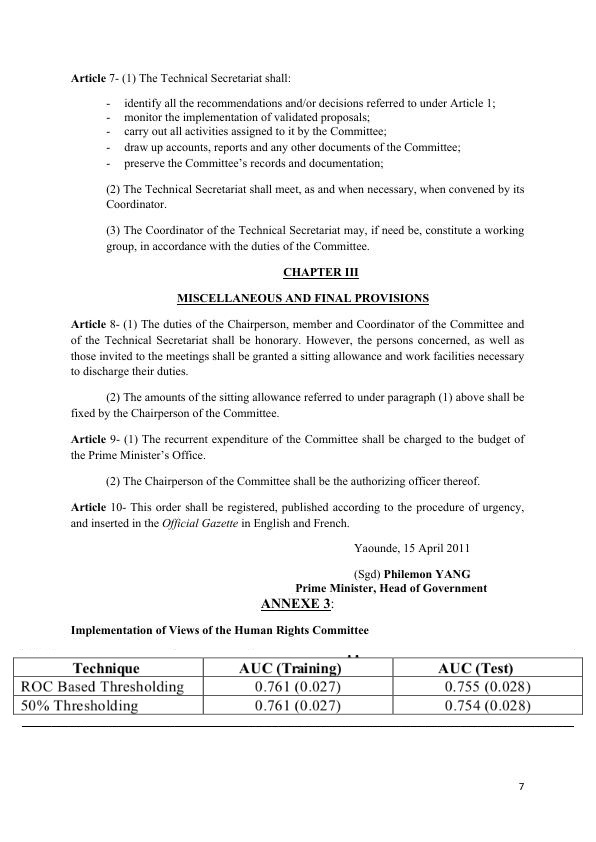 Article 7- (1) The Technical Secretariat shall:
- identify all the recommendations and/or decisions referred to under Article 1;
- monitor the implementation of validated proposals;
- carry out all activities assigned to it by the Committee;
- draw up accounts, reports and any other documents of the Committee;
- preserve the Committee's records and documentation;
(2) The Technical Secretariat shall meet, as and when necessary, when convened by its
Coordinator.
(3) The Coordinator of the Technical Secretariat may, if need be, constitute a working
group, in accordance with the duties of the Committee.
CHAPTER III
MISCELLANEOUS AND FINAL PROVISIONS
Article 8- (1) The duties of the Chairperson, member and Coordinator of the Committee and
of the Technical Secretariat shall be honorary. However, the persons concerned, as well as
those invited to the meetings shall be granted a sitting allowance and work facilities necessary
to discharge their duties.
(2) The amounts of the sitting allowance referred to under paragraph (1) above shall be
fixed by the Chairperson of the Committee.
Article 9- (1) The recurrent expenditure of the Committee shall be charged to the budget of
the Prime Minister's Office.
(2) The Chairperson of the Committee shall be the authorizing officer thereof.
Article 10- This order shall be registered, published according to the procedure of urgency,
and inserted in the Official Gazette in English and French.
Yaounde, 15 April 2011
(Sgd) Philemon YANG
Prime Minister, Head of Government
ANNEXE 3:
Implementation of Views of the Human Rights Committee
Technique AUC (Training) AUC (Test)
ROC Based Thresholding 0.761 (0.027) 0.755 (0.028)
50% Thresholding 0.761 (0.027) 0.754 (0.028)
7